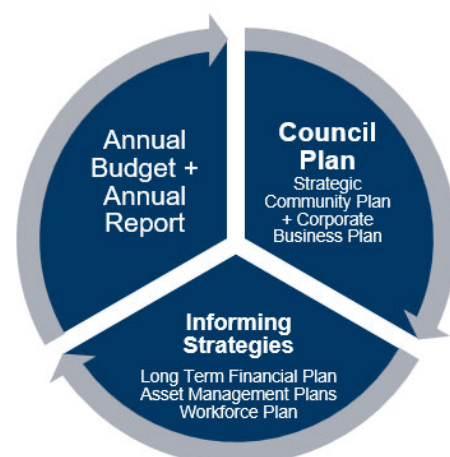 Annual
Budget +
Annual
Report
Council
Plan
Strategic
Community Plan
+ Corporate
Business Plan
Informing
Strategies
Long Term Financial Plan
Asset Management Plans
Workforce Plan